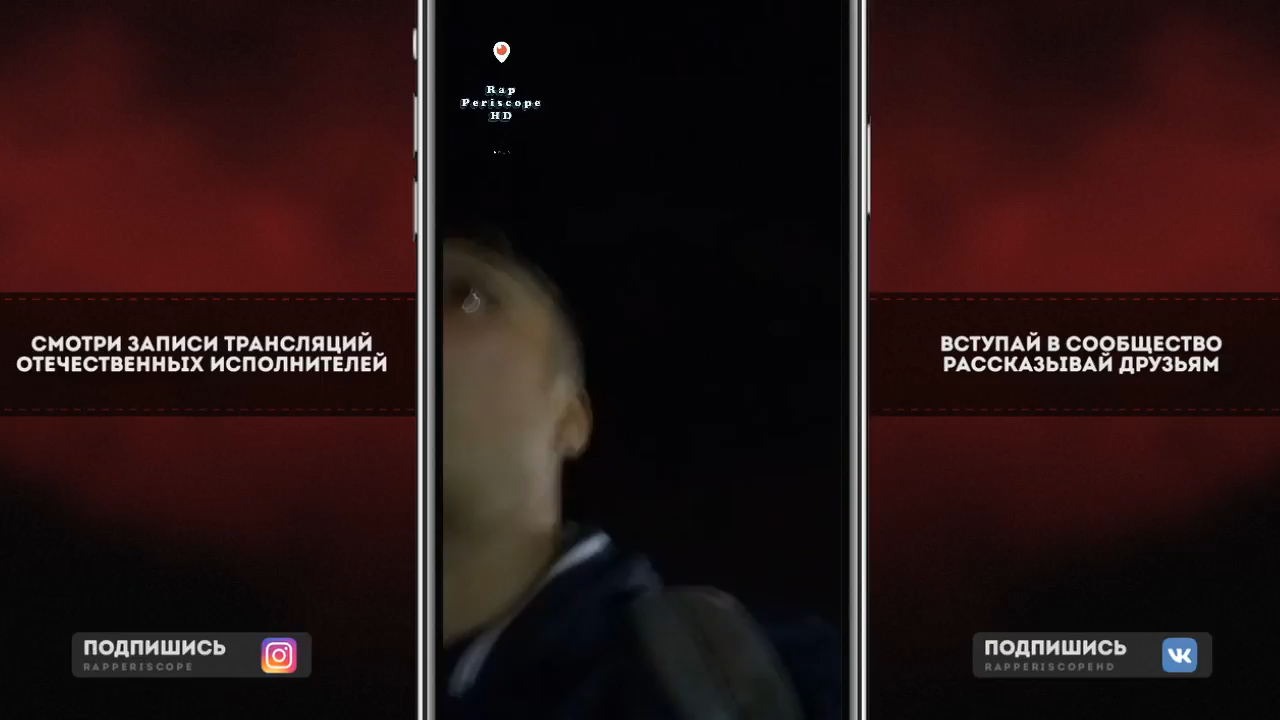 Rap
Periscope
HD
СМОТРИ ЗАПИСИ ТРАНСЛЯЦИЙ
ОТЕЧЕСТВЕННЫХ ИСПОЛНИТЕЛЕЙ
ВСТУПАЙ В СООБЩЕСТВО
РАССКАЗЫВАЙ ДРУЗЬЯМ
ПОДПИШИСЬ
RAPPERISCOPE
ПОДПИШИСЬ
RAPPERISCOPEHD